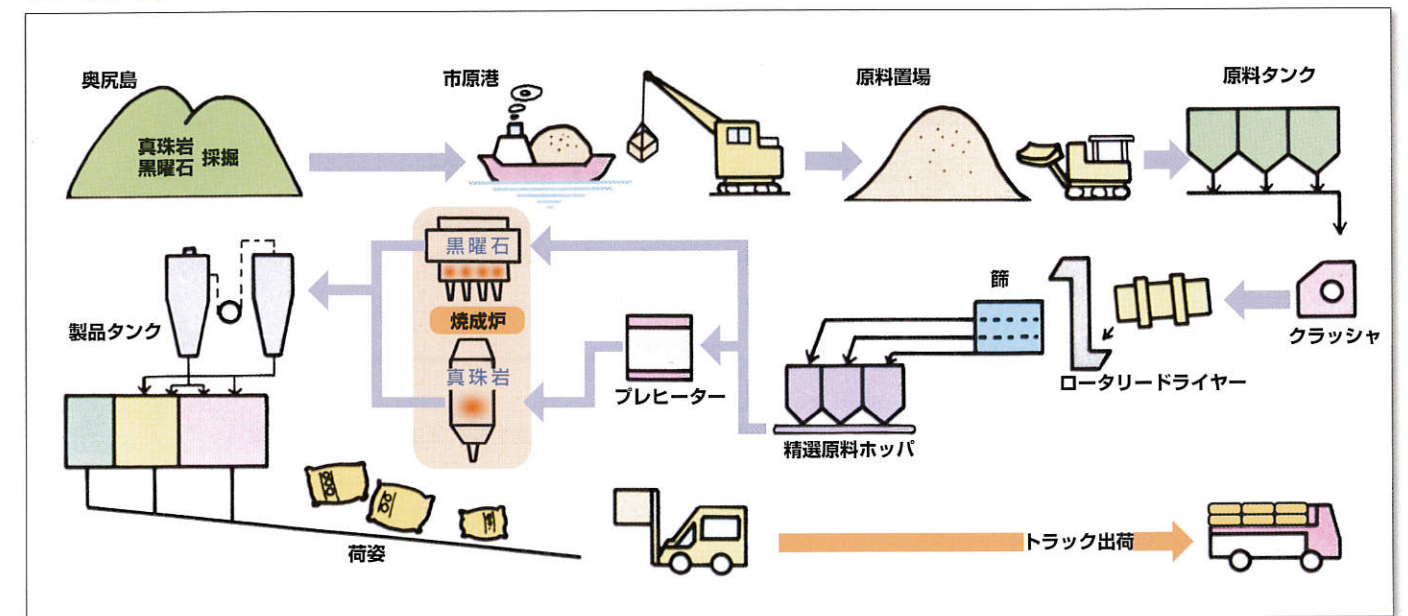 奥尻島
真珠岩
黒曜石
採掘
市原港
原料置場
原料タンク
クラッシャ
ロータリードライヤー
篩
精選原料ホッパ
プレヒーター
黒曜石
焼成炉
真珠岩
製品タンク
荷姿
トラック出荷